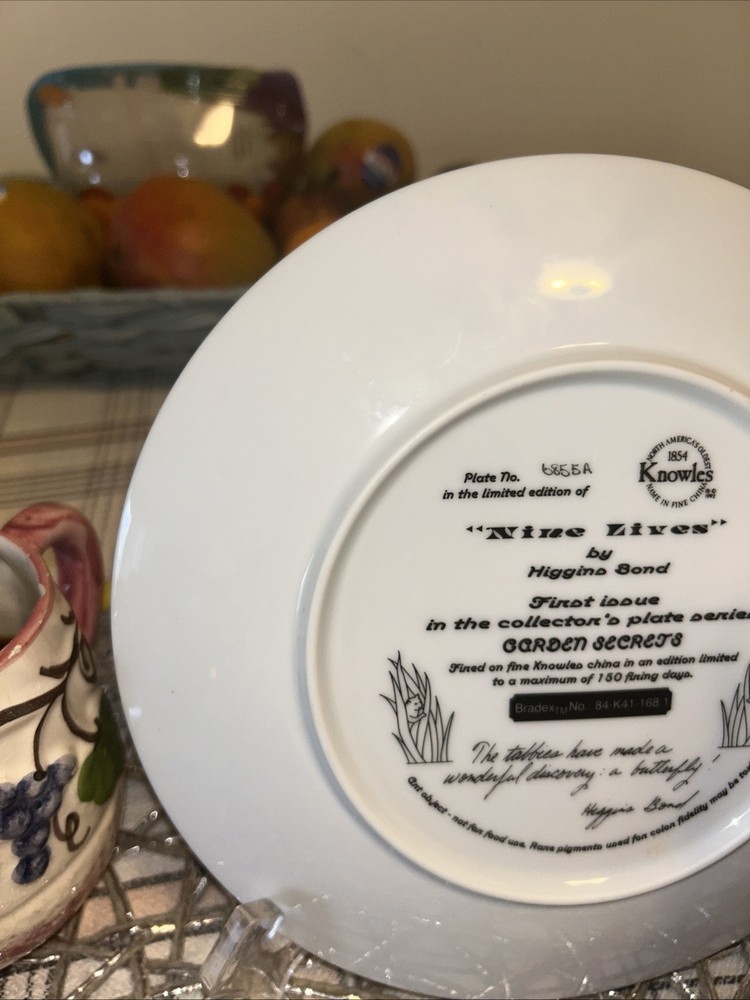 Plate No. 6855A
in the limited edition of
NORTH AMERICA'S OLDEST
1854
Knowles
NAME IN FINE CHINA
"Nine Lives"
by
Higgins Bond
First issue
in the collector's plate series
GARDEN SECRETS
Fired on fine Knowles china in an edition limited
to a maximum of 150 firing days.
Bradex TM No. 84-K41-168.1
The tabbies have made a
wonderful discovery: a butterfly!
Higgins Bond
Art object - not for food use. Rare pigments used for color fidelity may be